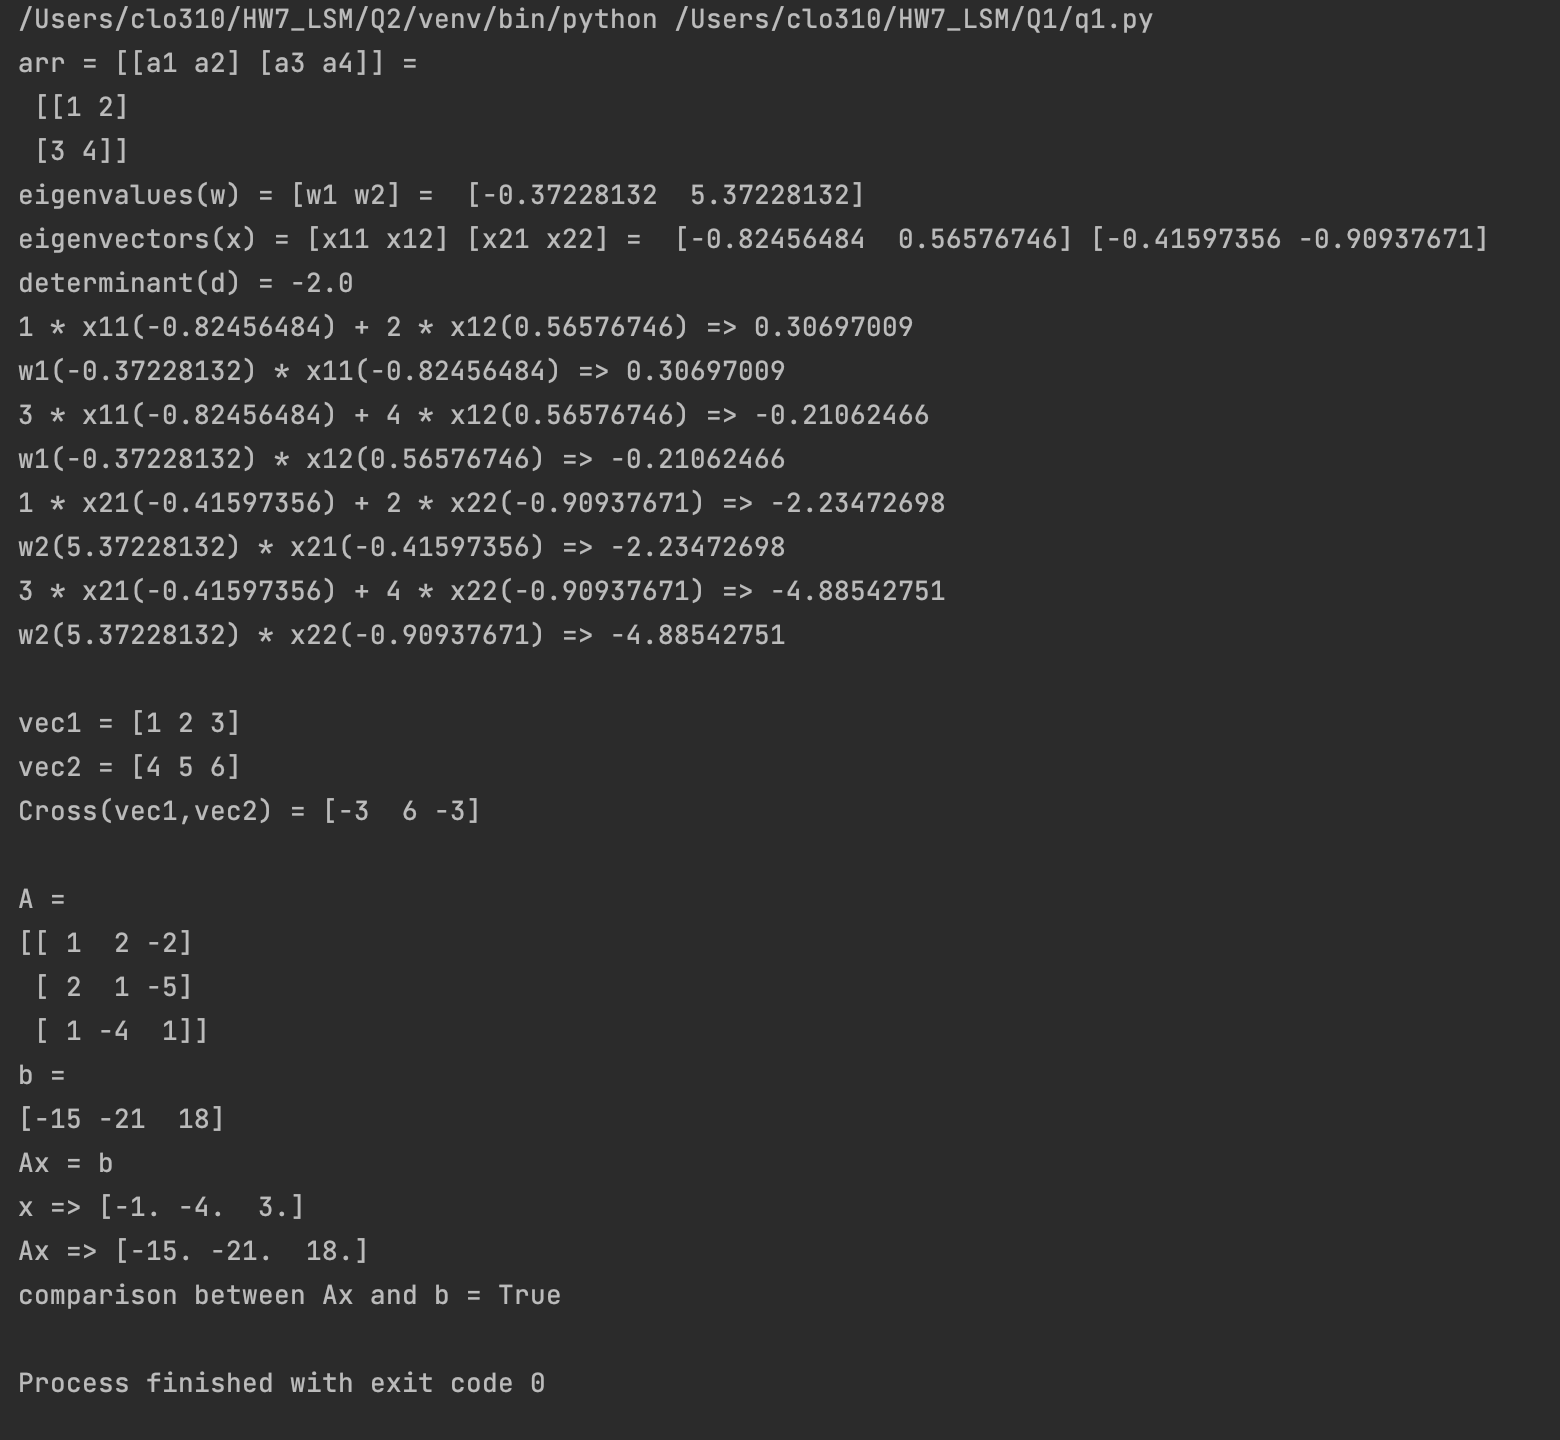 /Users/clo310/HW7_LSM/Q2/venv/bin/python /Users/clo310/HW7_LSM/Q1/q1.py
arr = [[a1 a2] [a3 a4]] =
 [[1 2]
 [3 4]]
eigenvalues(w) = [w1 w2] =  [-0.37228132  5.37228132]
eigenvectors(x) = [x11 x12] [x21 x22] =  [-0.82456484  0.56576746] [-0.41597356 -0.90937671]
determinant(d) = -2.0
1 * x11(-0.82456484) + 2 * x12(0.56576746) => 0.30697009
w1(-0.37228132) * x11(-0.82456484) => 0.30697009
3 * x11(-0.82456484) + 4 * x12(0.56576746) => -0.21062466
w1(-0.37228132) * x12(0.56576746) => -0.21062466
1 * x21(-0.41597356) + 2 * x22(-0.90937671) => -2.23472698
w2(5.37228132) * x21(-0.41597356) => -2.23472698
3 * x21(-0.41597356) + 4 * x22(-0.90937671) => -4.88542751
w2(5.37228132) * x22(-0.90937671) => -4.88542751

vec1 = [1 2 3]
vec2 = [4 5 6]
Cross(vec1,vec2) = [-3  6 -3]

A =
[[ 1  2 -2]
 [ 2  1 -5]
 [ 1 -4  1]]
b =
[-15 -21  18]
Ax = b
x => [-1. -4.  3.]
Ax => [-15. -21.  18.]
comparison between Ax and b = True

Process finished with exit code 0